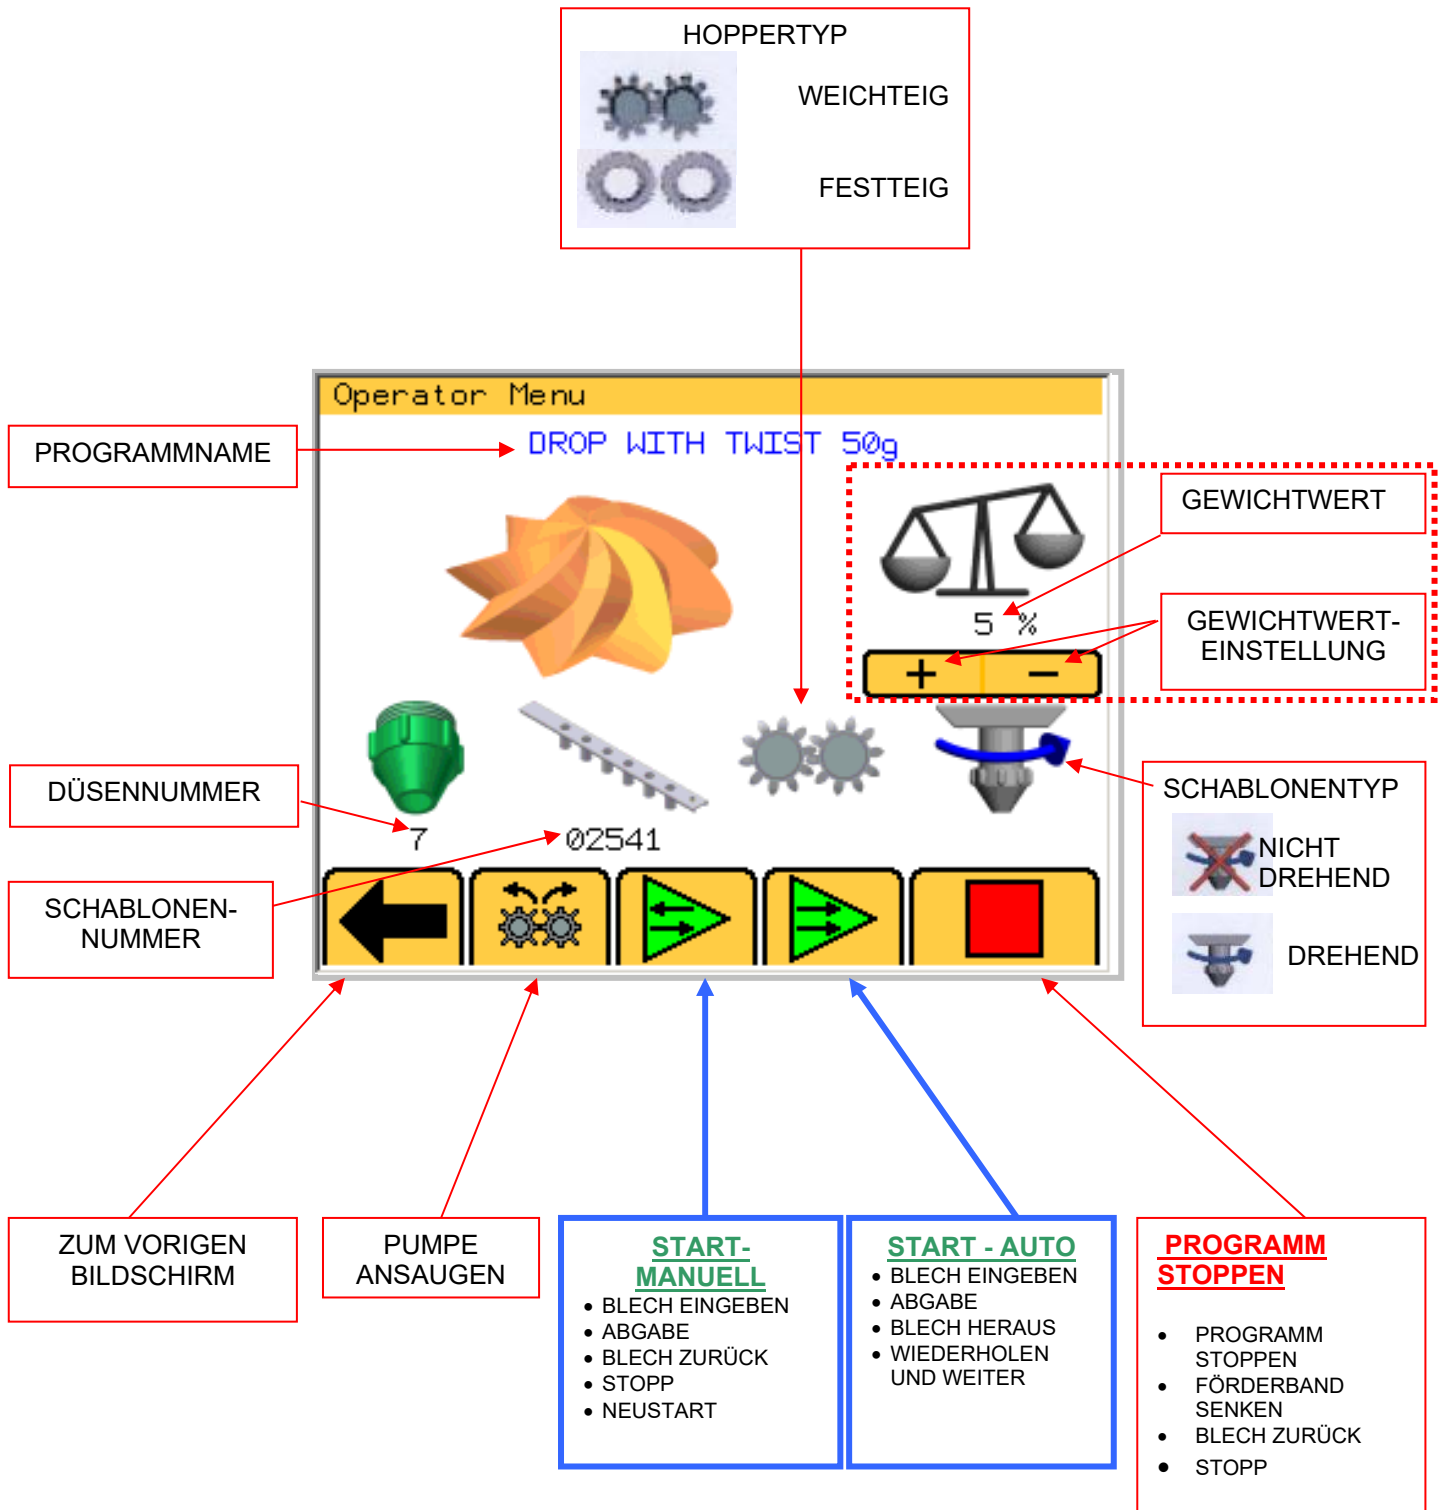 HOPPERTYP
WEICHTEIG
FESTTEIG
Operator Menu
PROGRAMMNAME
DROP WITH TWIST 50g
GEWICHTWERT
5 %
GEWICHTWERT-
EINSTELLUNG
+ −
DÜSENNUMMER
7
02541
SCHABLONENTYP
NICHT
DREHEND
DREHEND
SCHABLONEN-
NUMMER
ZUM VORIGEN
BILDSCHIRM
PUMPE
ANSAUGEN
START-
MANUELL
• BLECH EINGEBEN
• ABGABE
• BLECH ZURÜCK
• STOPP
• NEUSTART
START - AUTO
• BLECH EINGEBEN
• ABGABE
• BLECH HERAUS
• WIEDERHOLEN
UND WEITER
PROGRAMM
STOPPEN
• PROGRAMM
STOPPEN
• FÖRDERBAND
SENKEN
• BLECH ZURÜCK
• STOPP